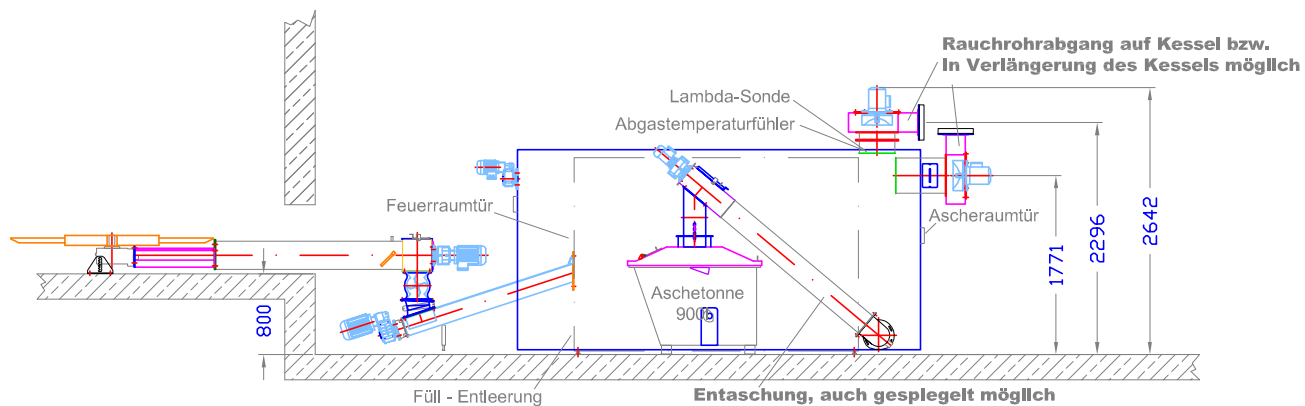 Rauchrohrabgang auf Kessel bzw.
in Verlängerung des Kessels möglich
Lambda-Sonde
Abgastemperaturfühler
Feuerraumtür
Ascheraumtür
2642
2296
1771
800
Aschetonne
Füll - Entleerung
Entaschung, auch gespiegelt möglich